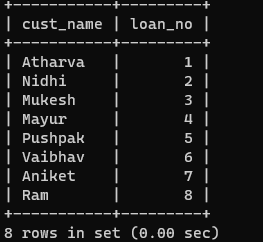 +-----------+---------+
| cust_name | loan_no |
+-----------+---------+
| Atharva   |       1 |
| Nidhi     |       2 |
| Mukesh    |       3 |
| Mayur     |       4 |
| Pushpak   |       5 |
| Vaibhav   |       6 |
| Aniket    |       7 |
| Ram       |       8 |
+-----------+---------+
8 rows in set (0.00 sec)